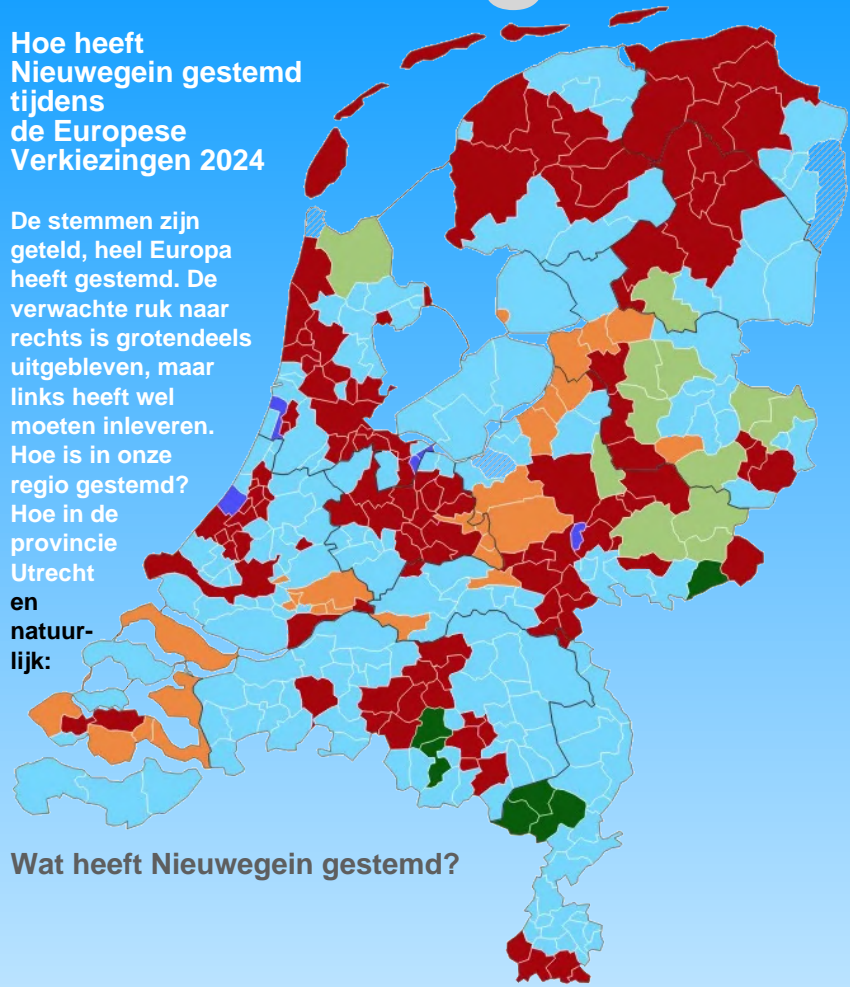 Hoe heeft
Nieuwegein gestemd
tijdens
de Europese
Verkiezingen 2024
De stemmen zijn
geteld, heel Europa
heeft gestemd. De
verwachte ruk naar
rechts is grotendeels
uitgebleven, maar
links heeft wel
moeten inleveren.
Hoe is in onze
regio gestemd?
Hoe in de
provincie
Utrecht
en
natuur-
lijk:
Wat heeft Nieuwegein gestemd?